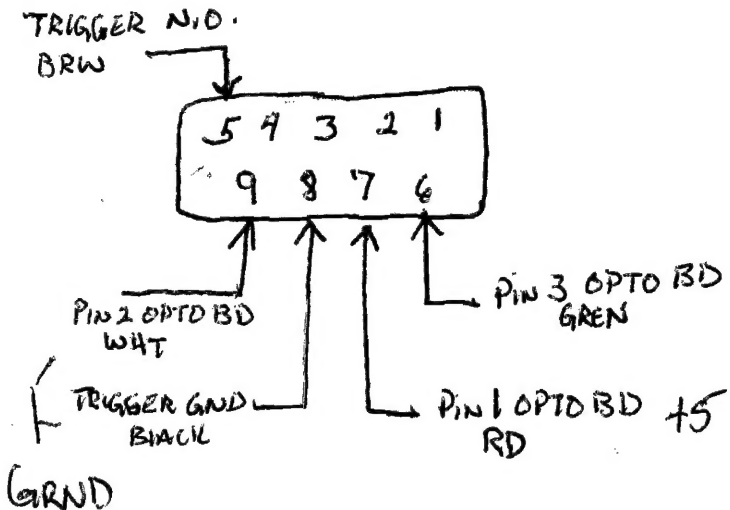 TRIGGER N.O.
BRW
5 4 3 2 1
9 8 7 6
PIN 2 OPTO BD
WHT
PIN 3 OPTO BD
GREN
TRIGGER GND
BLACK
PIN 1 OPTO BD +5
RD
GRND